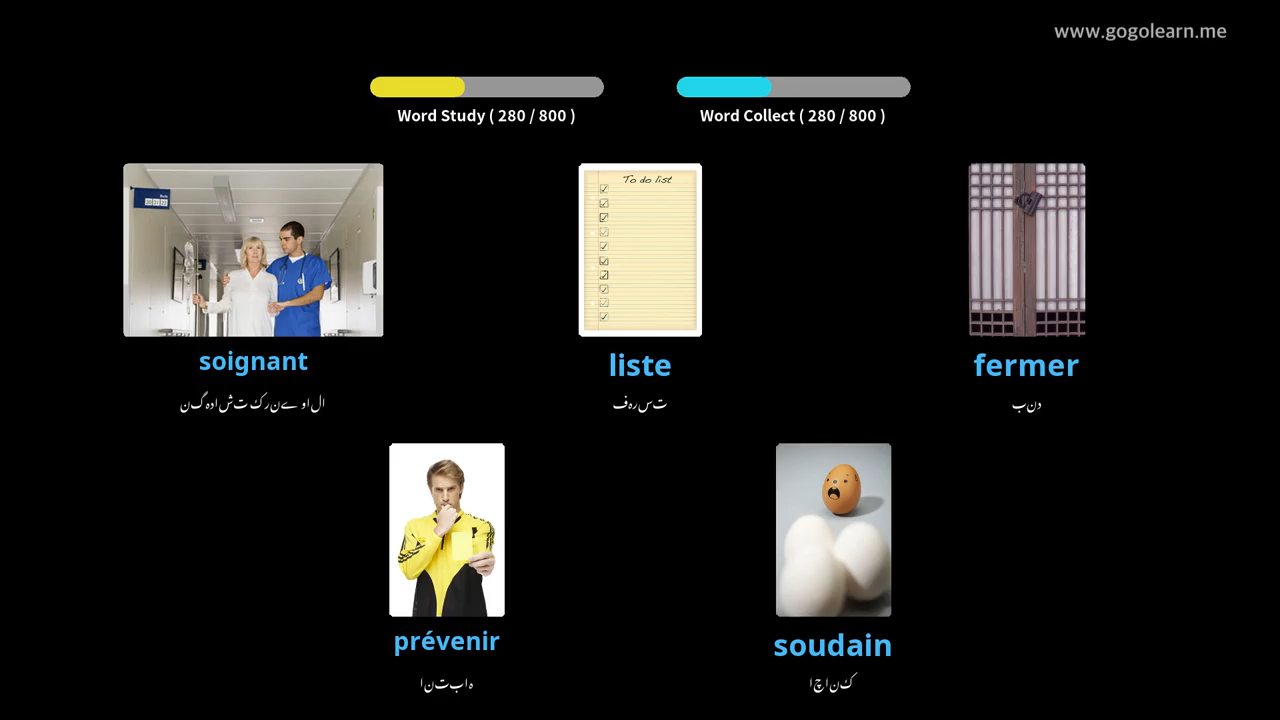 www.gogolearn.me
Word Study ( 280 / 800 )
Word Collect ( 280 / 800 )
To do list
soignant
نگہداشت کرنے والا
liste
فہرست
fermer
بند
prévenir
انتباہ
soudain
اچانک